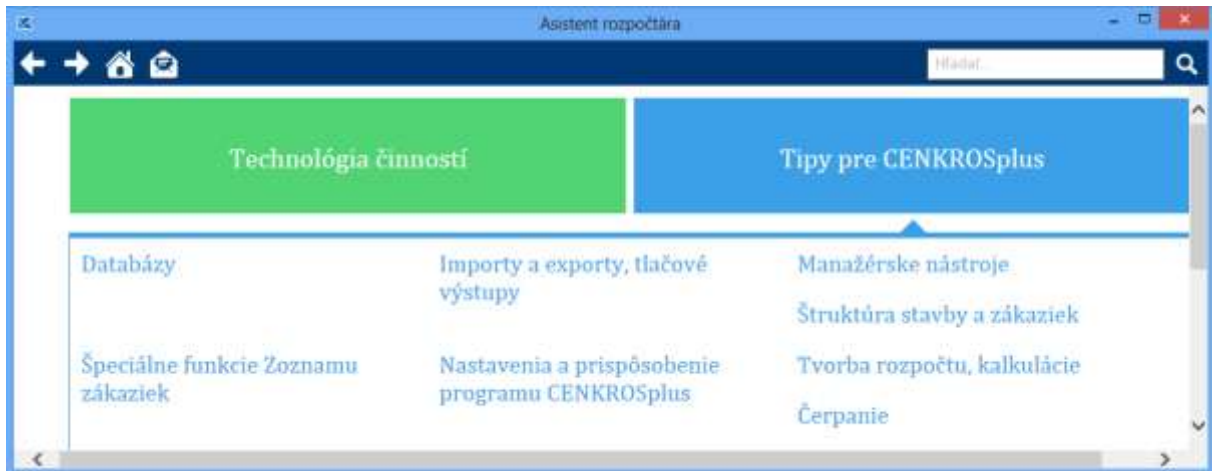 Asistent rozpočtára
Hľadať...
Technológia činností
Tipy pre CENKROSplus
Databázy
Importy a exporty, tlačové
výstupy
Manažérske nástroje
Štruktúra stavby a zákaziek
Špeciálne funkcie Zoznamu
zákaziek
Nastavenia a prispôsobenie
programu CENKROSplus
Tvorba rozpočtu, kalkulácie
Čerpanie